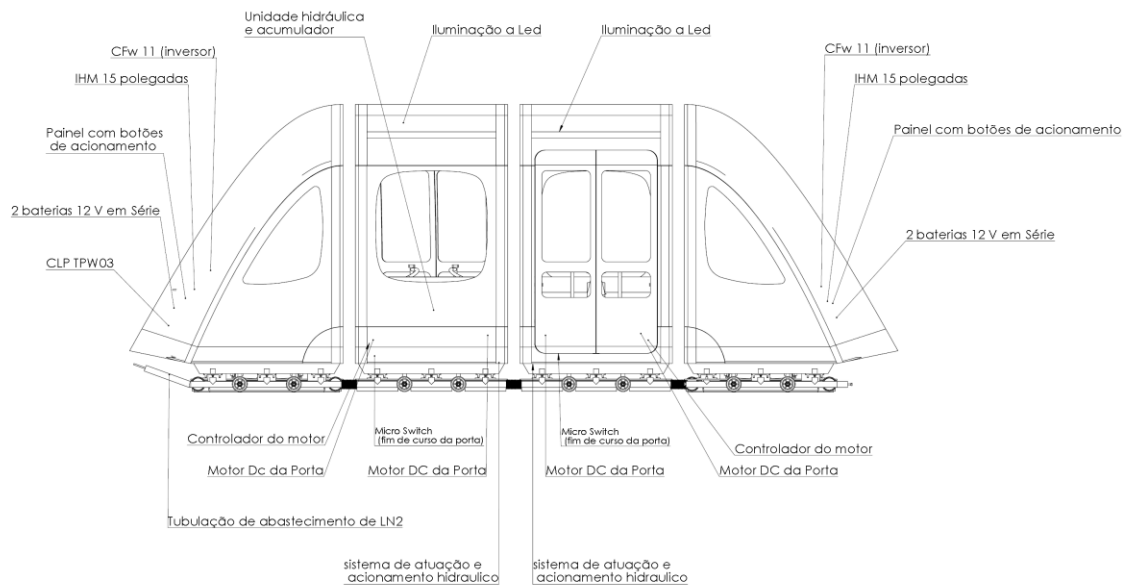 Unidade hidráulica
e acumulador
Iluminação a Led
Iluminação a Led
CFw 11 (inversor)
CFw 11 (inversor)
IHM 15 polegadas
IHM 15 polegadas
Painel com botões
de acionamento
Painel com botões de acionamento
2 baterias 12 V em Série
2 baterias 12 V em Série
CLP TPW03
Controlador do motor
Micro Switch
(fim de curso da porta)
Micro Switch
(fim de curso da porta)
Controlador do motor
Motor Dc da Porta
Motor DC da Porta
Motor DC da Porta
Motor DC da Porta
Tubulação de abastecimento de LN2
sistema de atuação e
acionamento hidraulico
sistema de atuação e
acionamento hidraulico